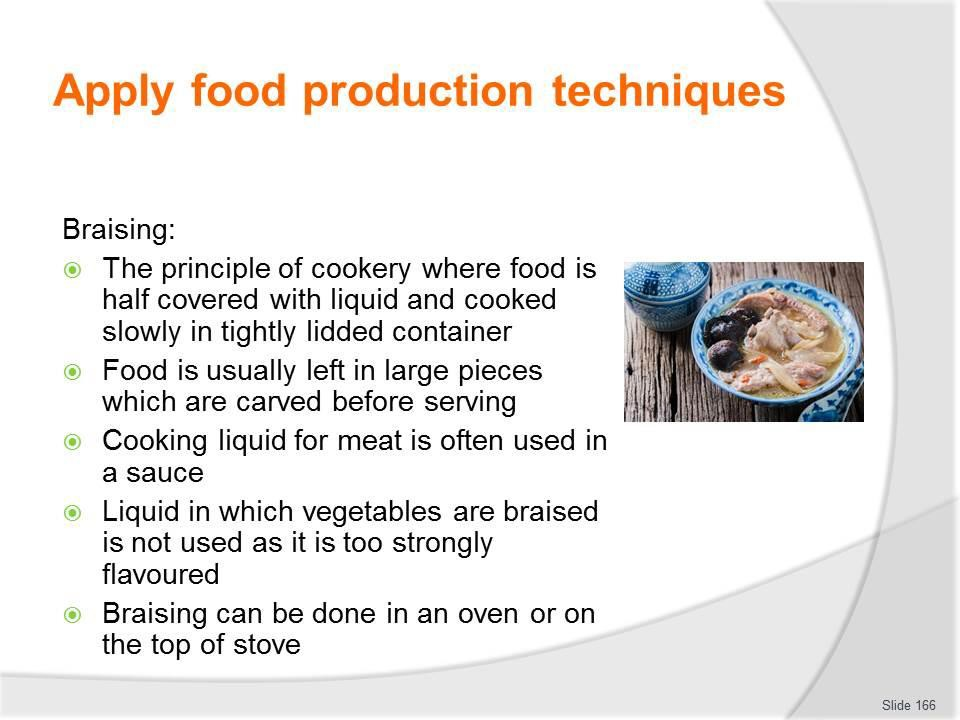 Apply food production techniques
Braising:
The principle of cookery where food is
half covered with liquid and cooked
slowly in tightly lidded container
Food is usually left in large pieces
which are carved before serving
Cooking liquid for meat is often used in
a sauce
Liquid in which vegetables are braised
is not used as it is too strongly
flavoured
Braising can be done in an oven or on
the top of stove
Slide 166